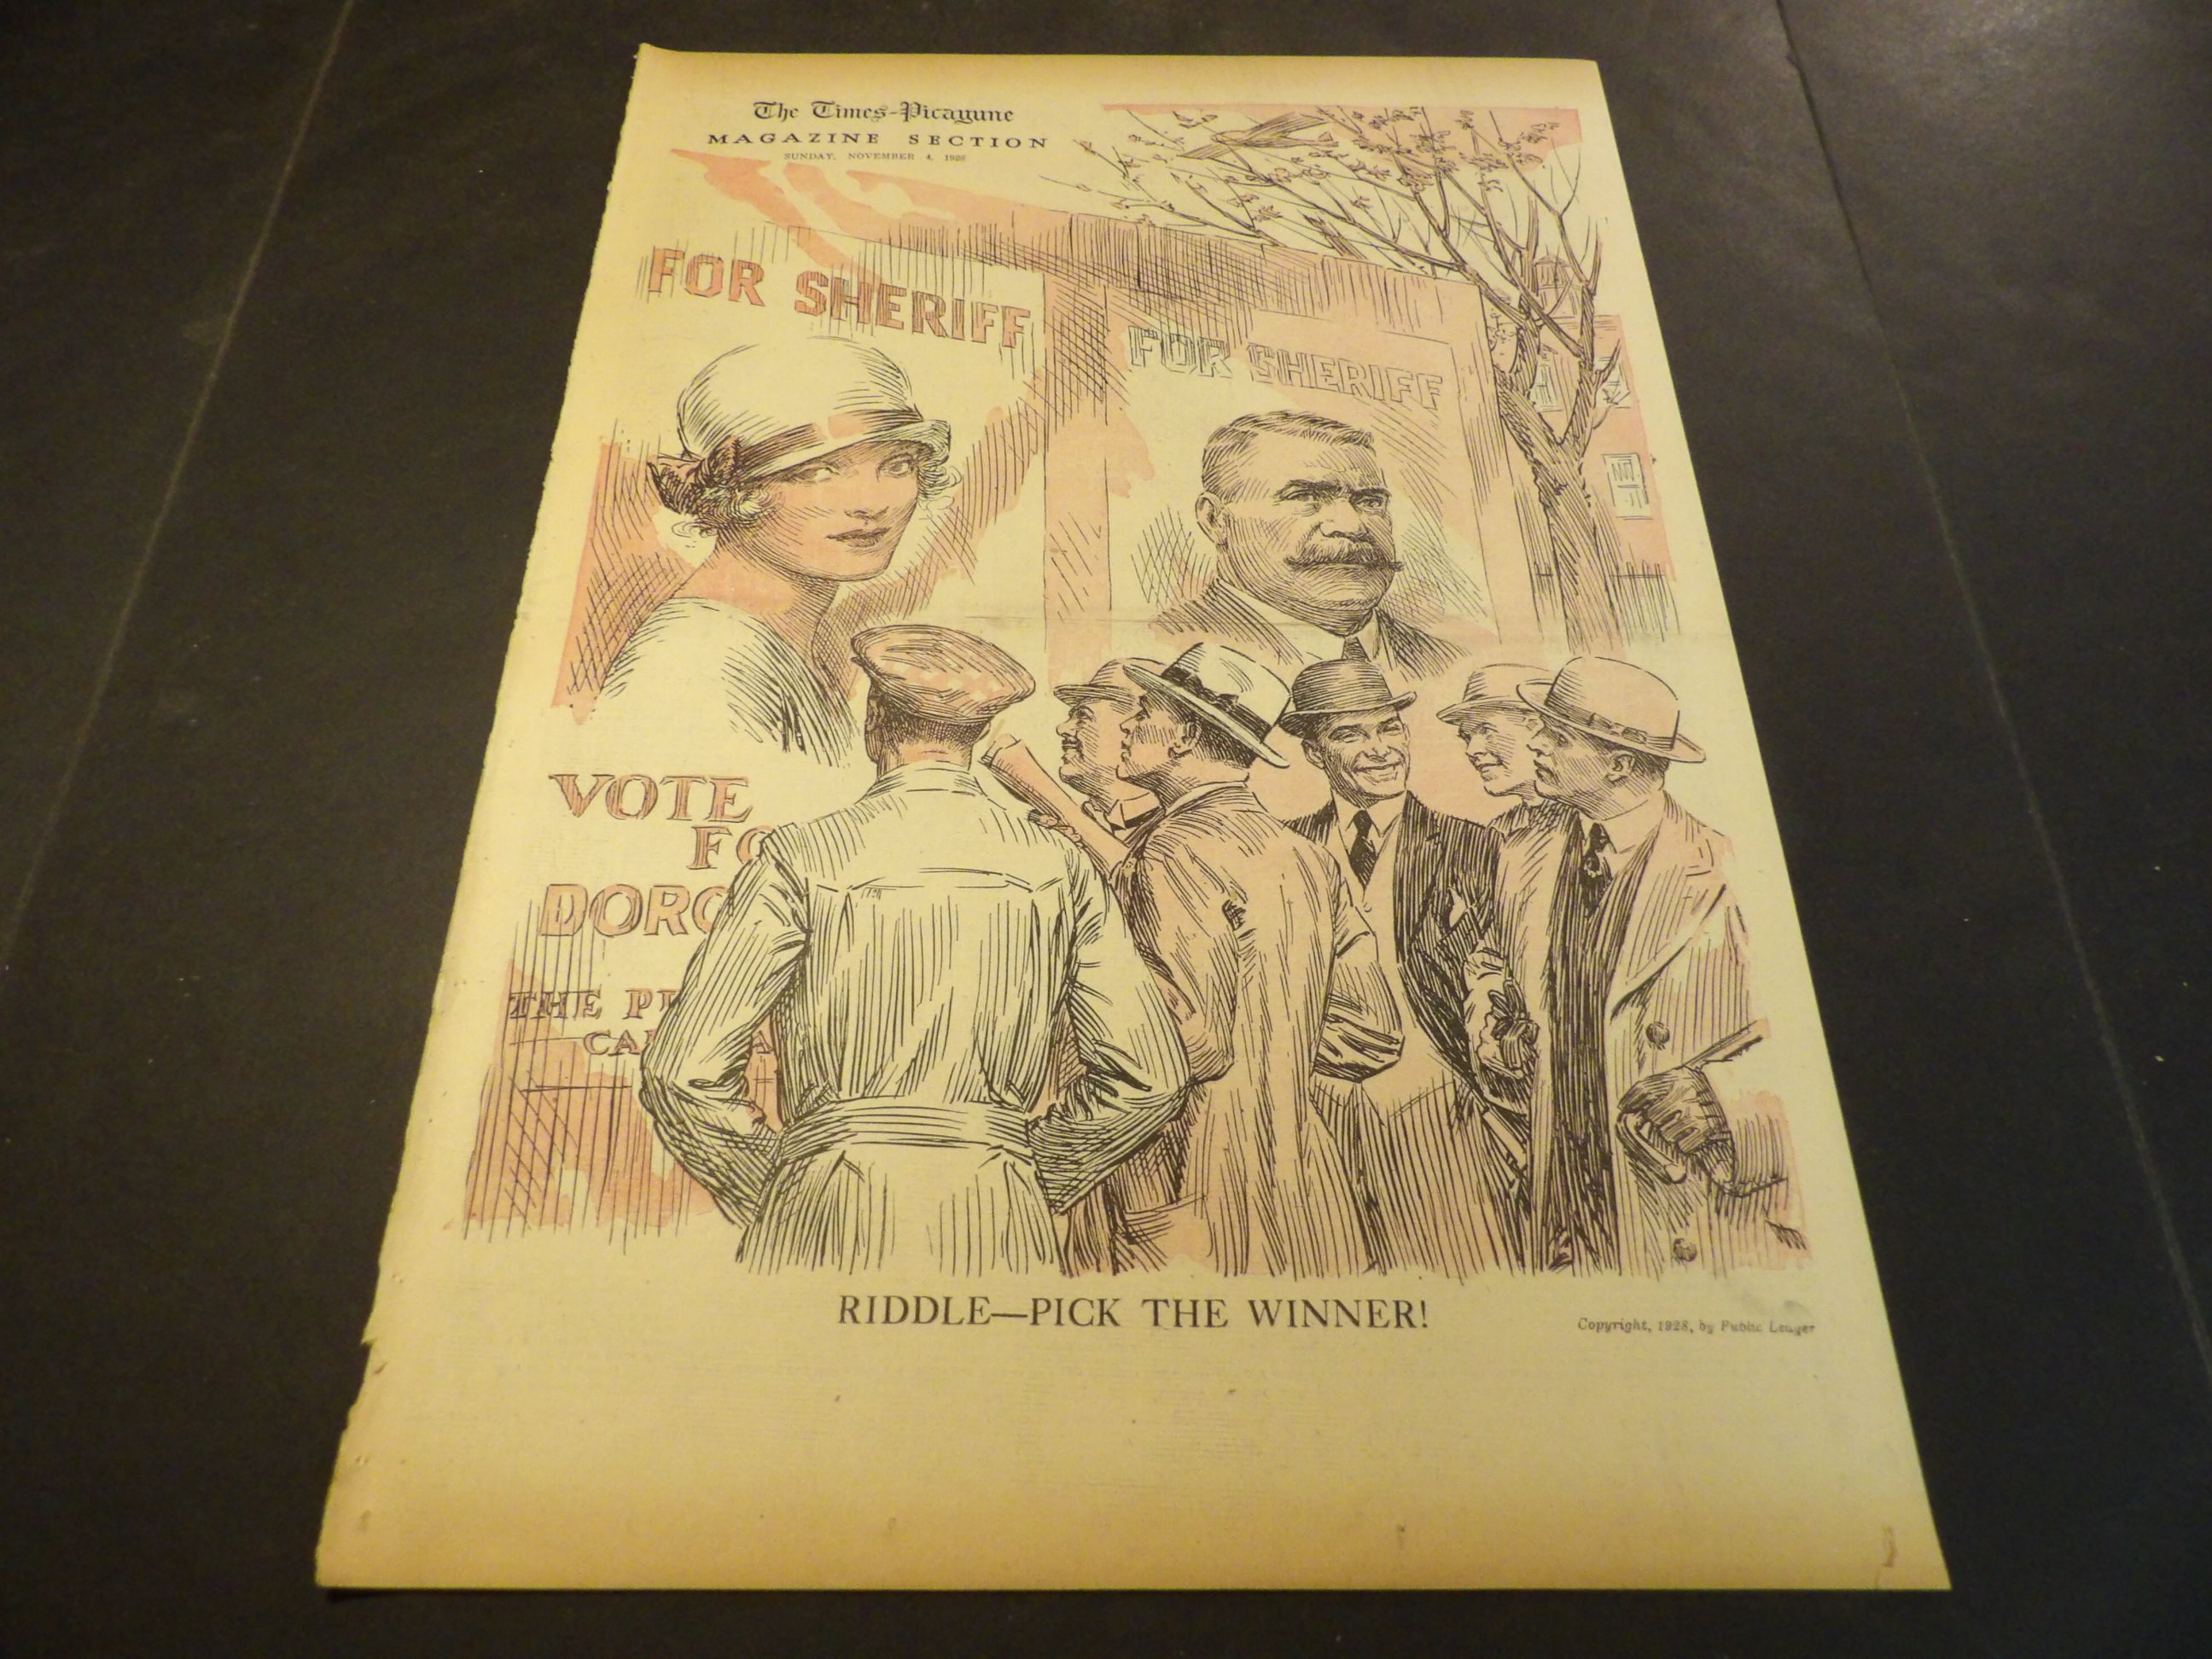 The Times-Picayune
MAGAZINE SECTION
SUNDAY, NOVEMBER 4, 1928
FOR SHERIFF
FOR SHERIFF
VOTE
FO
DORO
THE
RIDDLE—PICK THE WINNER!
Copyright, 1928, by Public Ledger